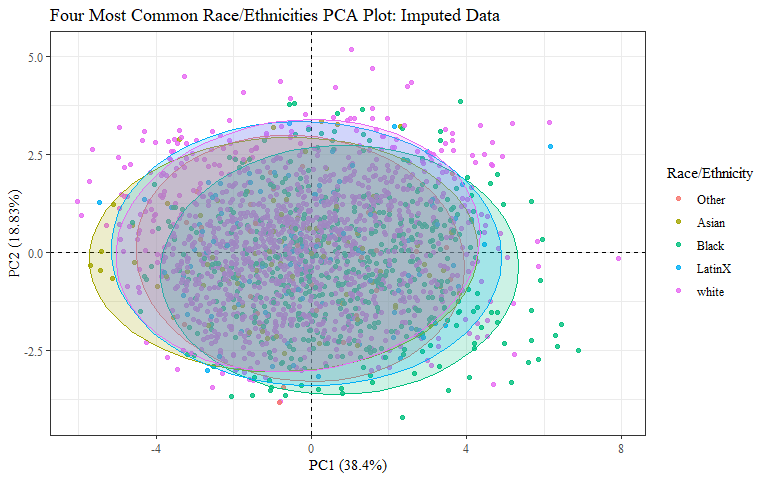 Four Most Common Race/Ethnicities PCA Plot: Imputed Data
5.0
2.5
0.0
-2.5
PC2 (18.83%)
-4
0
4
8
PC1 (38.4%)
Race/Ethnicity
Other
Asian
Black
LatinX
white